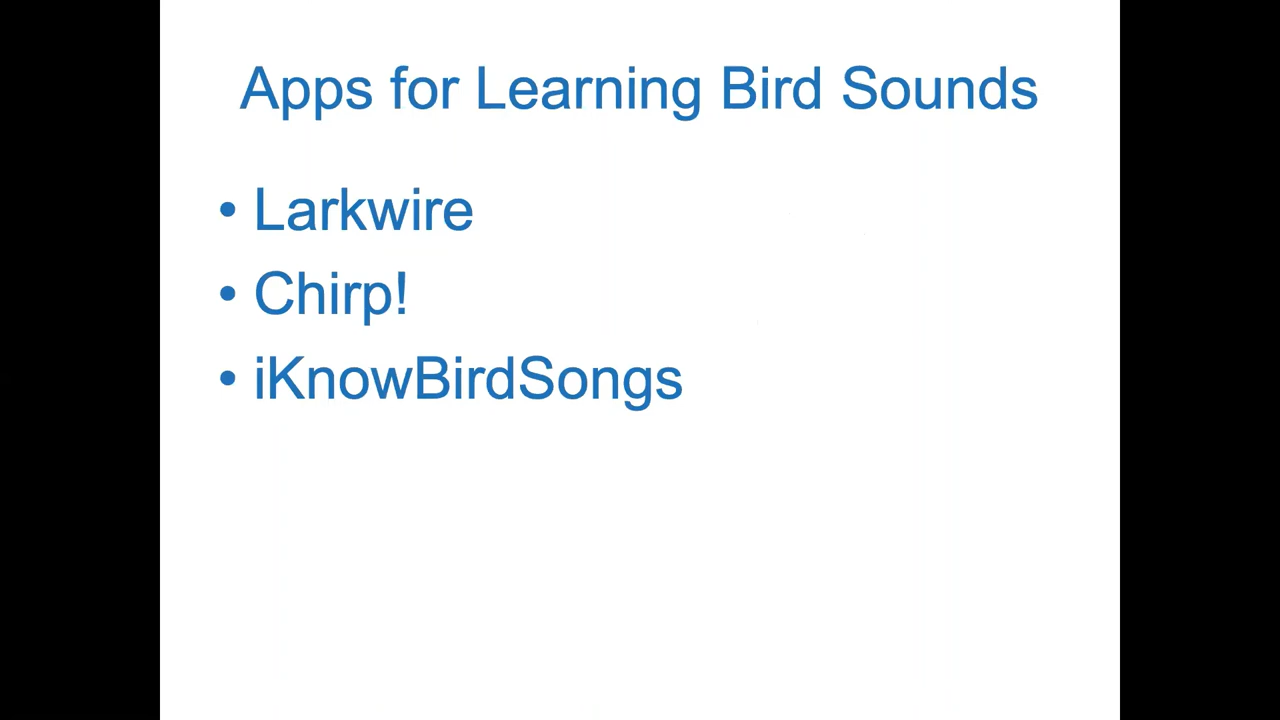 Apps for Learning Bird Sounds
• Larkwire
• Chirp!
• iKnowBirdSongs